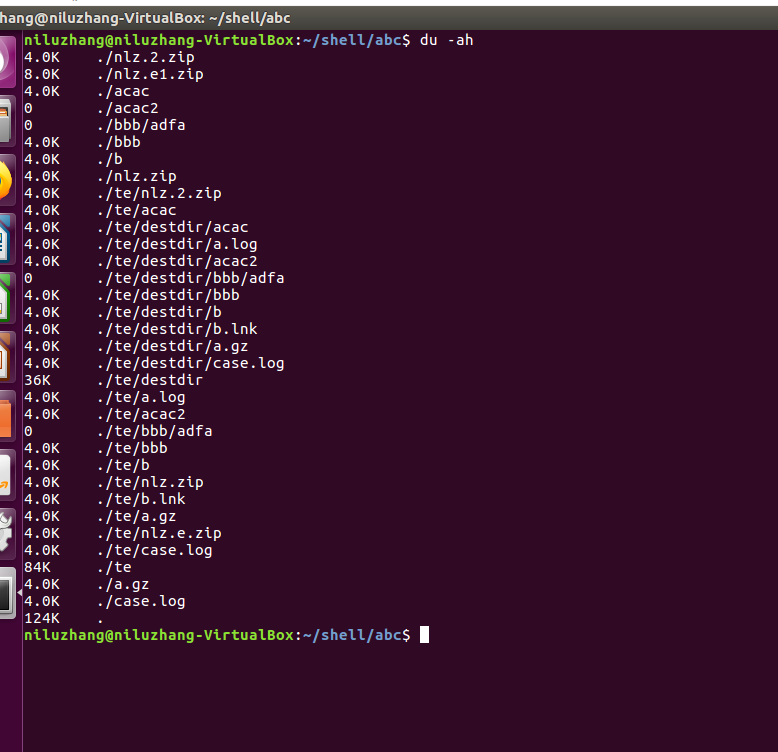 hang@niluzhang-VirtualBox: ~/shell/abc
niluzhang@niluzhang-VirtualBox:~/shell/abc$ du -ah
4.0K    ./nlz.2.zip
8.0K    ./nlz.e1.zip
4.0K    ./acac
0       ./acac2
0       ./bbb/adfa
4.0K    ./bbb
4.0K    ./b
4.0K    ./nlz.zip
4.0K    ./te/nlz.2.zip
4.0K    ./te/acac
4.0K    ./te/destdir/acac
4.0K    ./te/destdir/a.log
4.0K    ./te/destdir/acac2
0       ./te/destdir/bbb/adfa
4.0K    ./te/destdir/bbb
4.0K    ./te/destdir/b
4.0K    ./te/destdir/b.lnk
4.0K    ./te/destdir/a.gz
4.0K    ./te/destdir/case.log
36K     ./te/destdir
4.0K    ./te/a.log
4.0K    ./te/acac2
0       ./te/bbb/adfa
4.0K    ./te/bbb
4.0K    ./te/b
4.0K    ./te/nlz.zip
4.0K    ./te/b.lnk
4.0K    ./te/a.gz
4.0K    ./te/nlz.e.zip
4.0K    ./te/case.log
84K     ./te
4.0K    ./a.gz
4.0K    ./case.log
124K    .
niluzhang@niluzhang-VirtualBox:~/shell/abc$